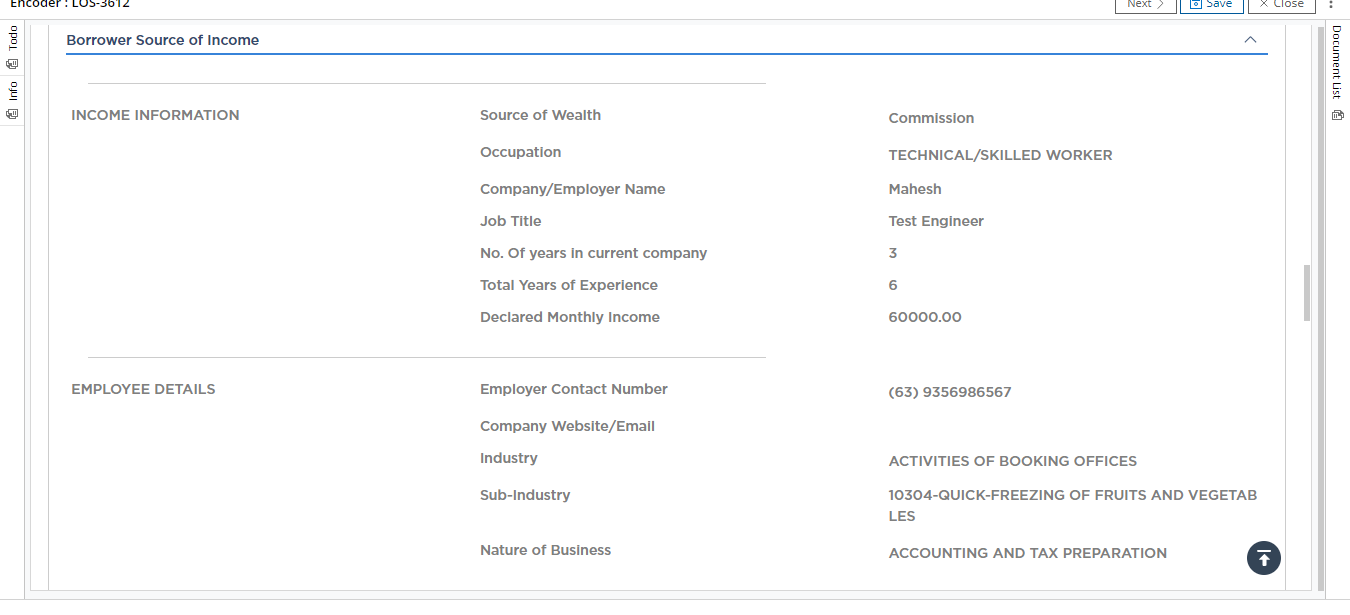 Encoder : LOS-3612
Next
Save
Close
Todo
Info
Document List
Borrower Source of Income
INCOME INFORMATION
Source of Wealth
Commission
Occupation
TECHNICAL/SKILLED WORKER
Company/Employer Name
Mahesh
Job Title
Test Engineer
No. Of years in current company
3
Total Years of Experience
6
Declared Monthly Income
60000.00
EMPLOYEE DETAILS
Employer Contact Number
(63) 9356986567
Company Website/Email
Industry
ACTIVITIES OF BOOKING OFFICES
Sub-Industry
10304-QUICK-FREEZING OF FRUITS AND VEGETAB
LES
Nature of Business
ACCOUNTING AND TAX PREPARATION